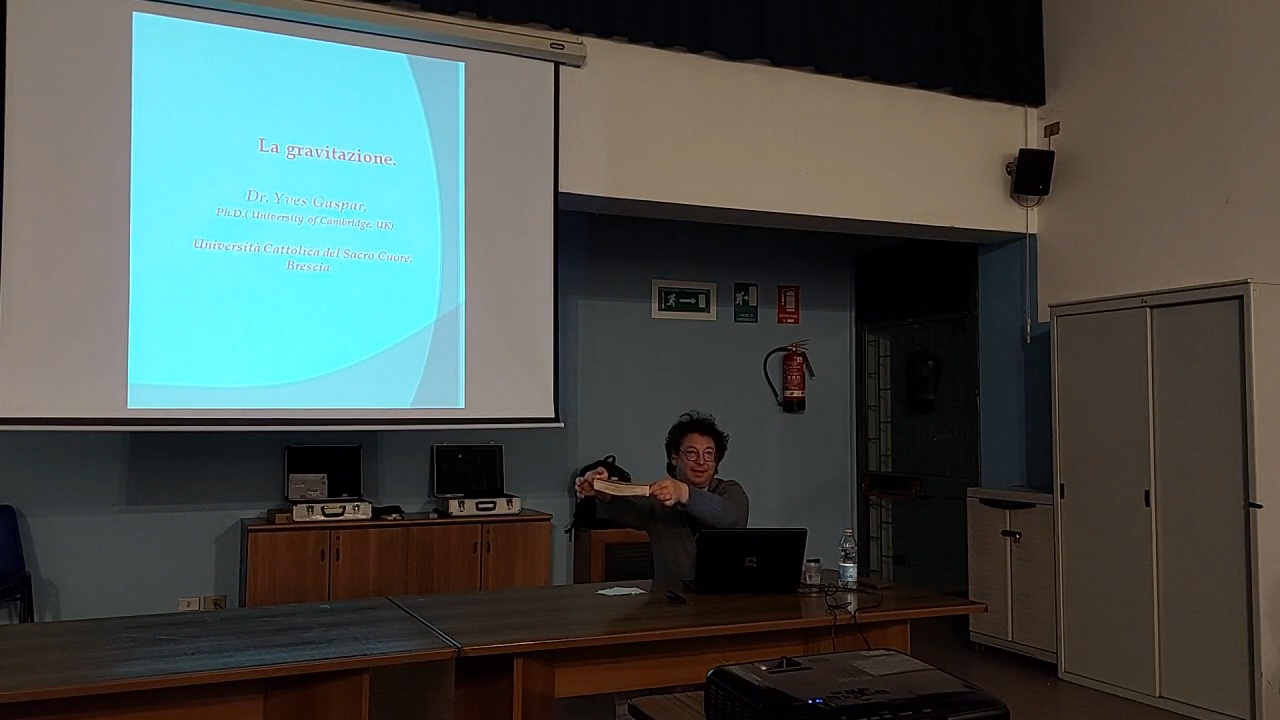 La gravitazione.
Dr. Yves Gaspar,
Ph.D.( University of Cambridge, UK)
Università Cattolica del Sacro Cuore,
Brescia